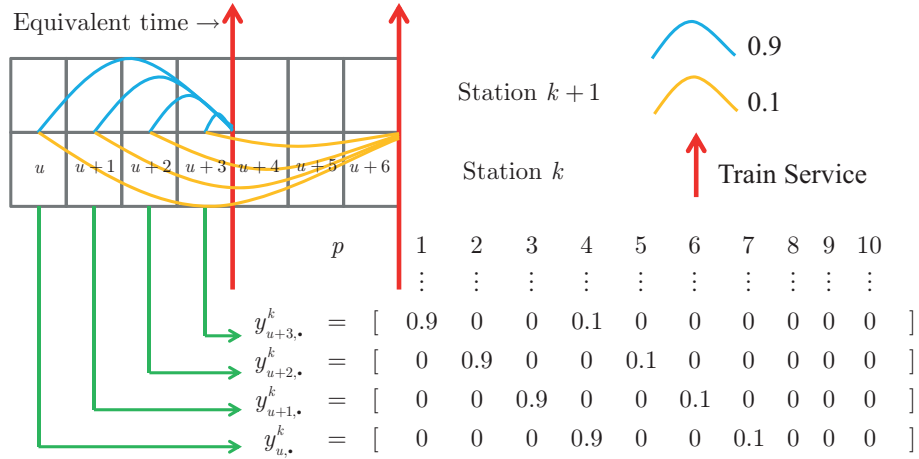 Equivalent time →
0.9
Station k + 1
0.1
u u + 1 u + 2 u + 3 u + 4 u + 5 u + 6
Station k
Train Service
p 1 2 3 4 5 6 7 8 9 10
⋮ ⋮ ⋮ ⋮ ⋮ ⋮ ⋮ ⋮ ⋮ ⋮
y^k_{u+3,•} = [ 0.9 0 0 0.1 0 0 0 0 0 0 ]
y^k_{u+2,•} = [ 0 0.9 0 0 0.1 0 0 0 0 0 ]
y^k_{u+1,•} = [ 0 0 0.9 0 0 0.1 0 0 0 0 ]
y^k_{u,•} = [ 0 0 0 0.9 0 0 0.1 0 0 0 ]